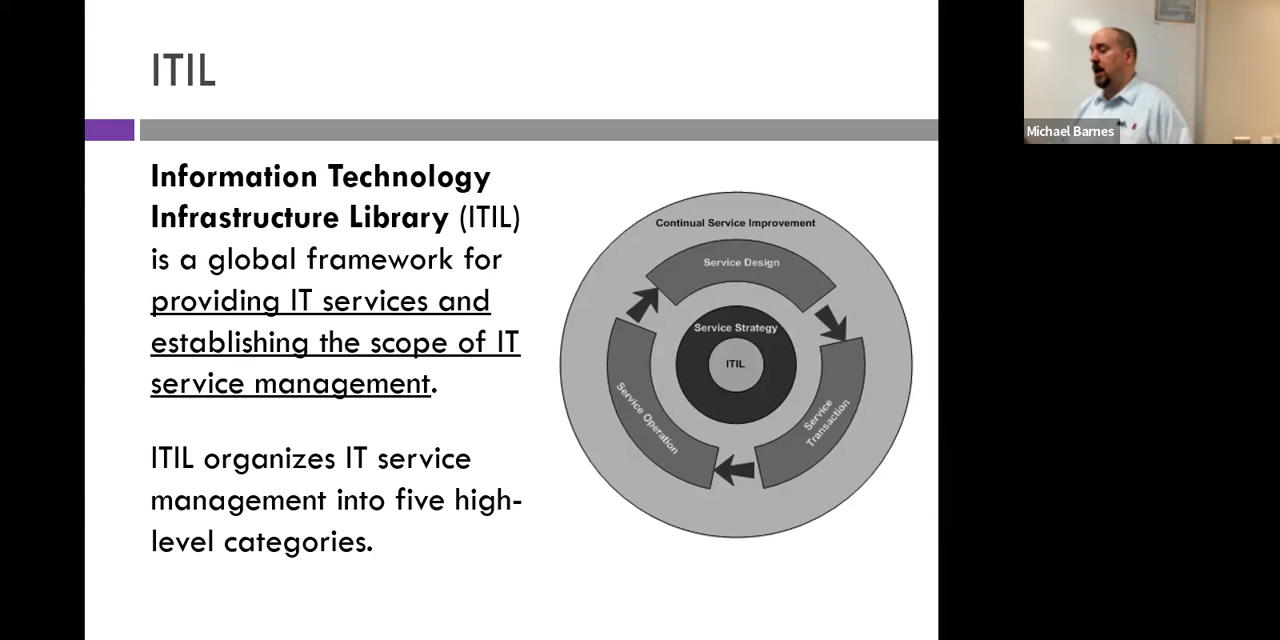 ITIL
Information Technology
Infrastructure Library (ITIL)
is a global framework for
providing IT services and
establishing the scope of IT
service management.
ITIL organizes IT service
management into five high-
level categories.
Continual Service Improvement
Service Design
Service Strategy
ITIL
Service Operation
Service
Transaction
Michael Barnes